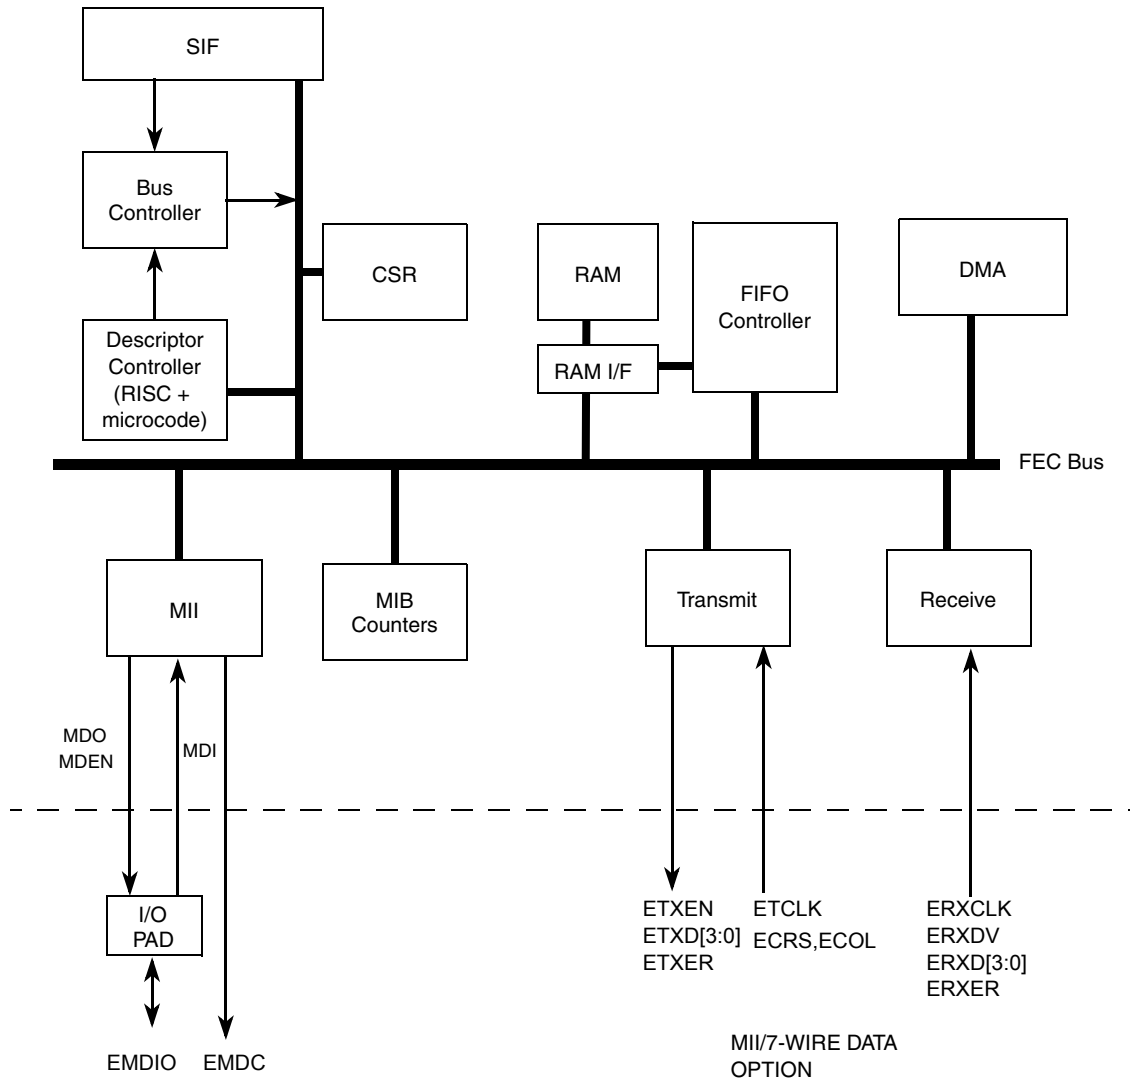 SIF
Bus
Controller
CSR
RAM
FIFO
Controller
DMA
Descriptor
Controller
(RISC +
microcode)
RAM I/F
FEC Bus
MII
MIB
Counters
Transmit
Receive
MDO
MDEN
MDI
I/O
PAD
ETXEN
ETXD[3:0]
ETXER
ETCLK
ECRS,ECOL
ERXCLK
ERXDV
ERXD[3:0]
ERXER
EMDIO
EMDC
MII/7-WIRE DATA
OPTION